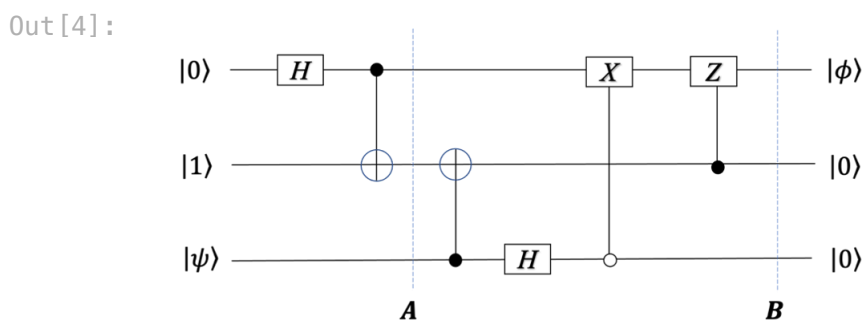 Out[4]:
|0⟩ H X Z |ϕ⟩
|1⟩ |0⟩
|ψ⟩ H |0⟩
A B